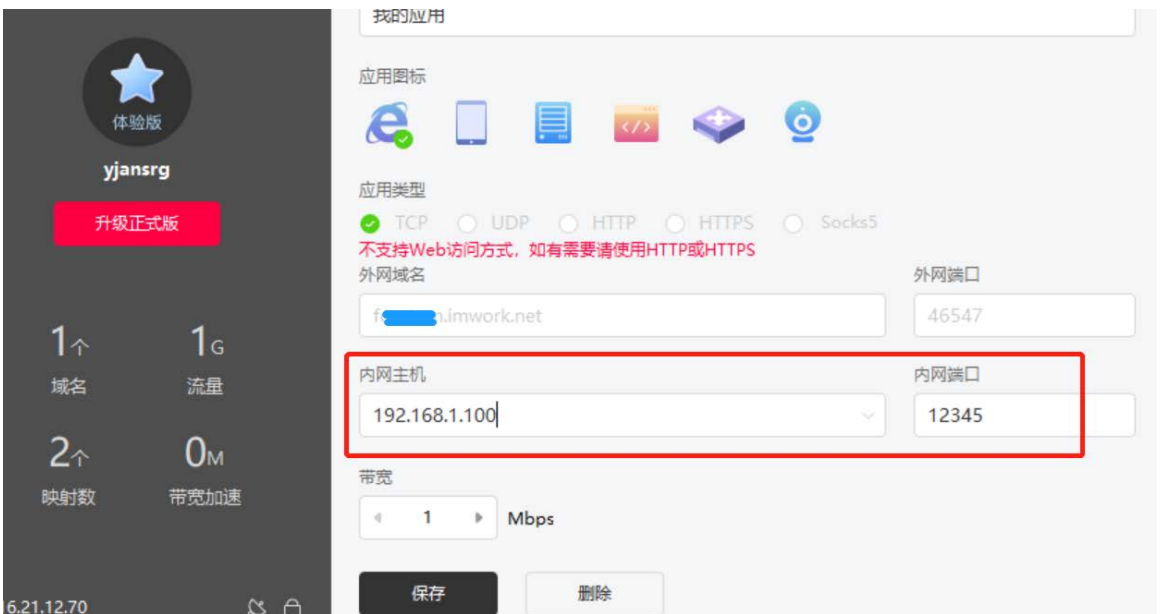 体验版
yjansrg
升级正式版
1个
1G
域名
流量
2个
0M
映射数
带宽加速
6.21.12.70
我的应用
应用图标
应用类型
TCP
UDP
HTTP
HTTPS
Socks5
不支持Web访问方式，如有需要请使用HTTP或HTTPS
外网域名
外网端口
.imwork.net
46547
内网主机
内网端口
192.168.1.100
12345
带宽
1
Mbps
保存
删除